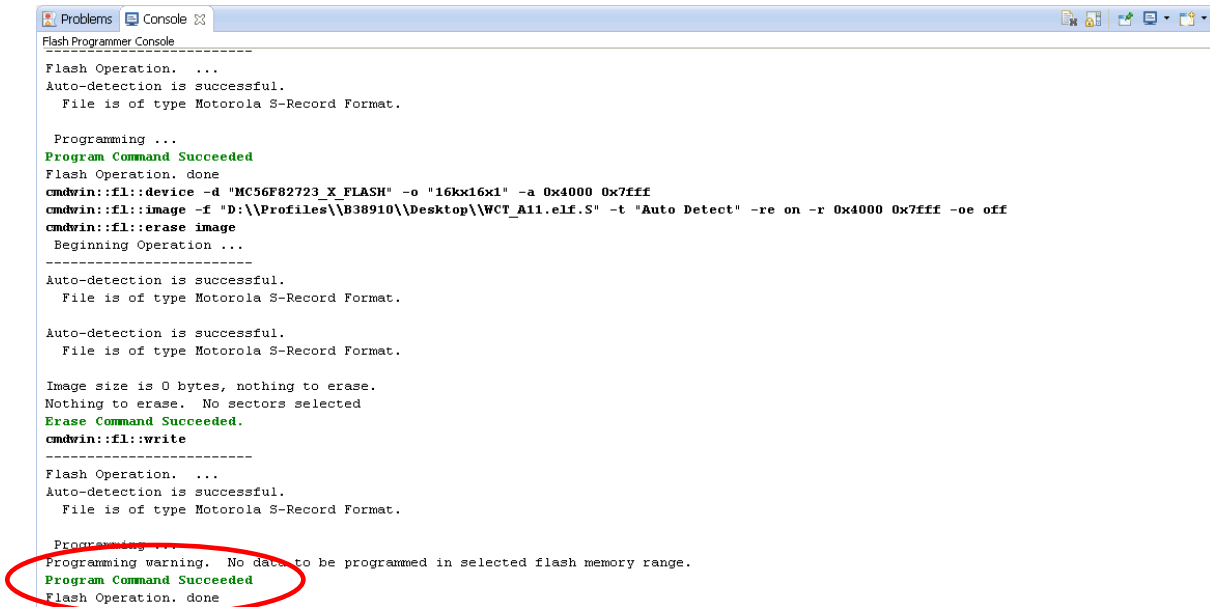 Problems Console
Flash Programmer Console
-------------------------
Flash Operation.  ...
Auto-detection is successful.
  File is of type Motorola S-Record Format.
 Programming ...
Program Command Succeeded
Flash Operation. done
cmdwin::fl::device -d "MC56F82723_X_FLASH" -o "16kx16x1" -a 0x4000 0x7fff
cmdwin::fl::image -f "D:\\Profiles\\B38910\\Desktop\\WCT_A11.elf.S" -t "Auto Detect" -re on -r 0x4000 0x7fff -oe off
cmdwin::fl::erase image
 Beginning Operation ...
-------------------------
Auto-detection is successful.
  File is of type Motorola S-Record Format.
Auto-detection is successful.
  File is of type Motorola S-Record Format.
Image size is 0 bytes, nothing to erase.
Nothing to erase.  No sectors selected
Erase Command Succeeded.
cmdwin::fl::write
-------------------------
Flash Operation.  ...
Auto-detection is successful.
  File is of type Motorola S-Record Format.
 Programming ...
Programming warning.  No data to be programmed in selected flash memory range.
Program Command Succeeded
Flash Operation. done